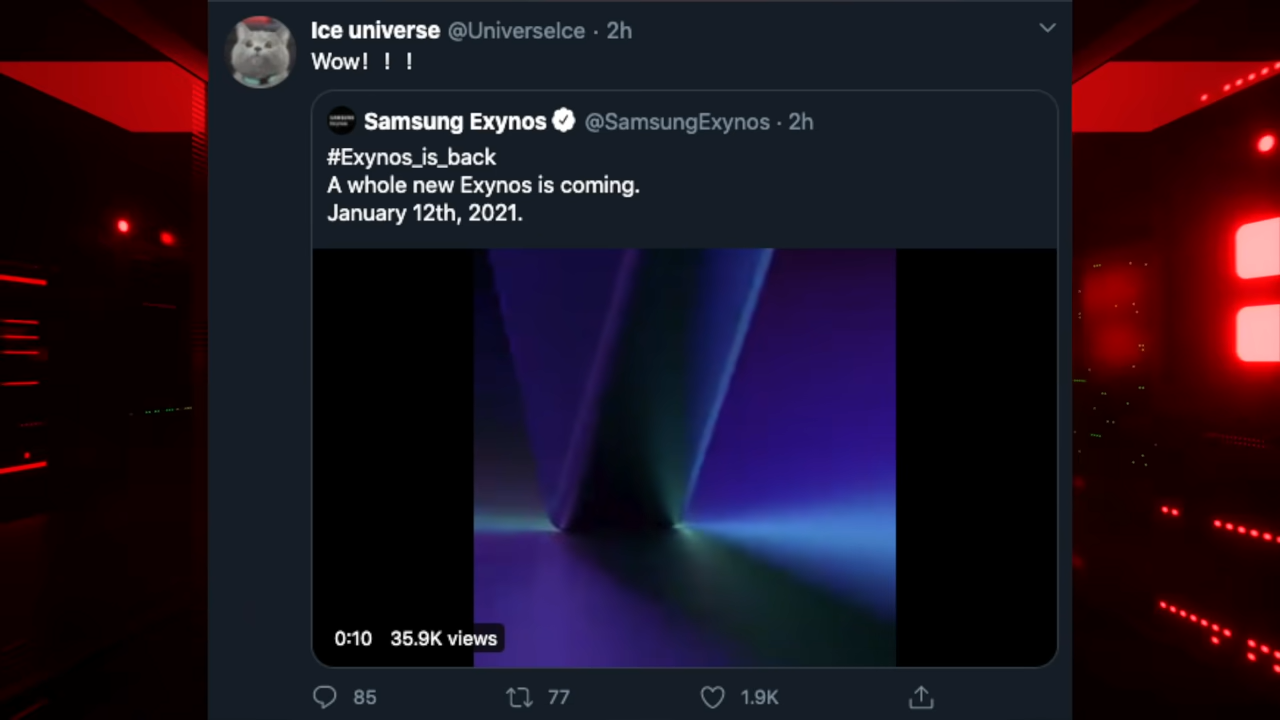 Ice universe @UniverseIce · 2h
Wow！！！
Samsung Exynos @SamsungExynos · 2h
#Exynos_is_back
A whole new Exynos is coming.
January 12th, 2021.
0:10 35.9K views
85 77 1.9K